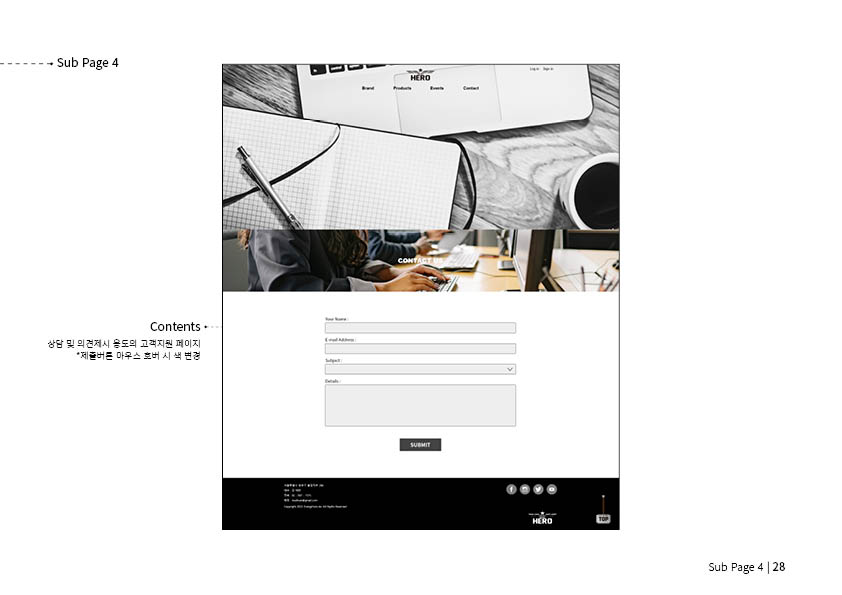 Sub Page 4
Log in Sign in
HERO
Brand Products Events Contact
CONTACT US
Contents
상담 및 의견제시 용도의 고객지원 페이지
*제출버튼 마우스 호버 시 색 변경
Your Name :
E-mail Address :
Subject :
Details :
SUBMIT
HERO
TOP
Sub Page 4 | 28